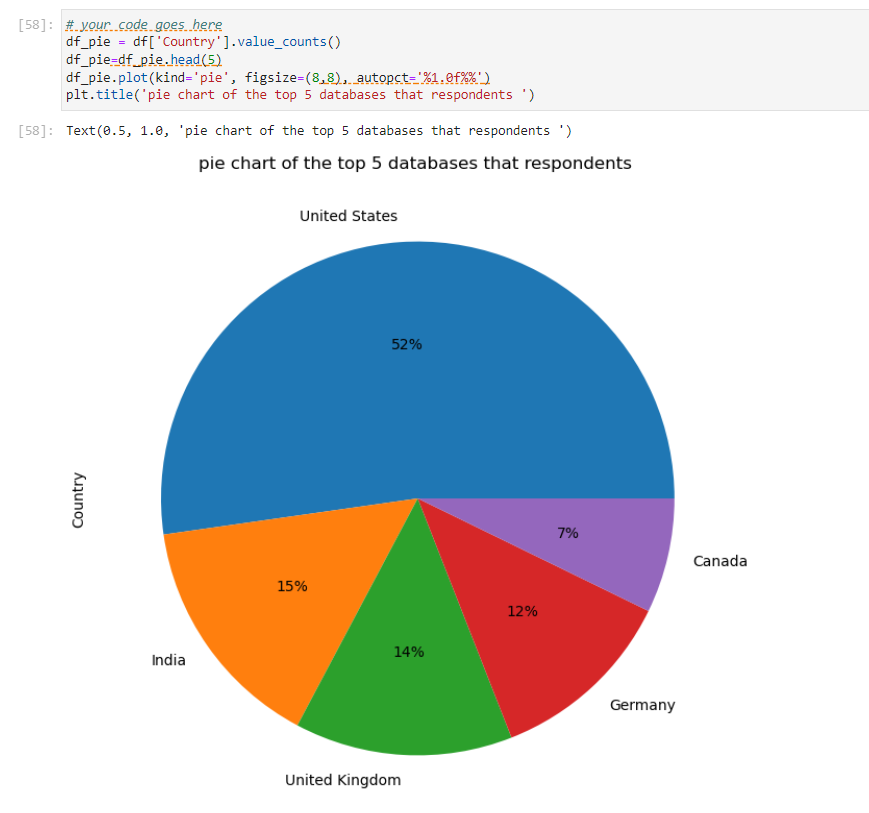 [58]: # your code goes here
df_pie = df['Country'].value_counts()
df_pie=df_pie.head(5)
df_pie.plot(kind='pie', figsize=(8,8), autopct='%1.0f%%')
plt.title('pie chart of the top 5 databases that respondents ')
[58]: Text(0.5, 1.0, 'pie chart of the top 5 databases that respondents ')
pie chart of the top 5 databases that respondents
United States
52%
Country
7%
Canada
15%
12%
14%
India
Germany
United Kingdom